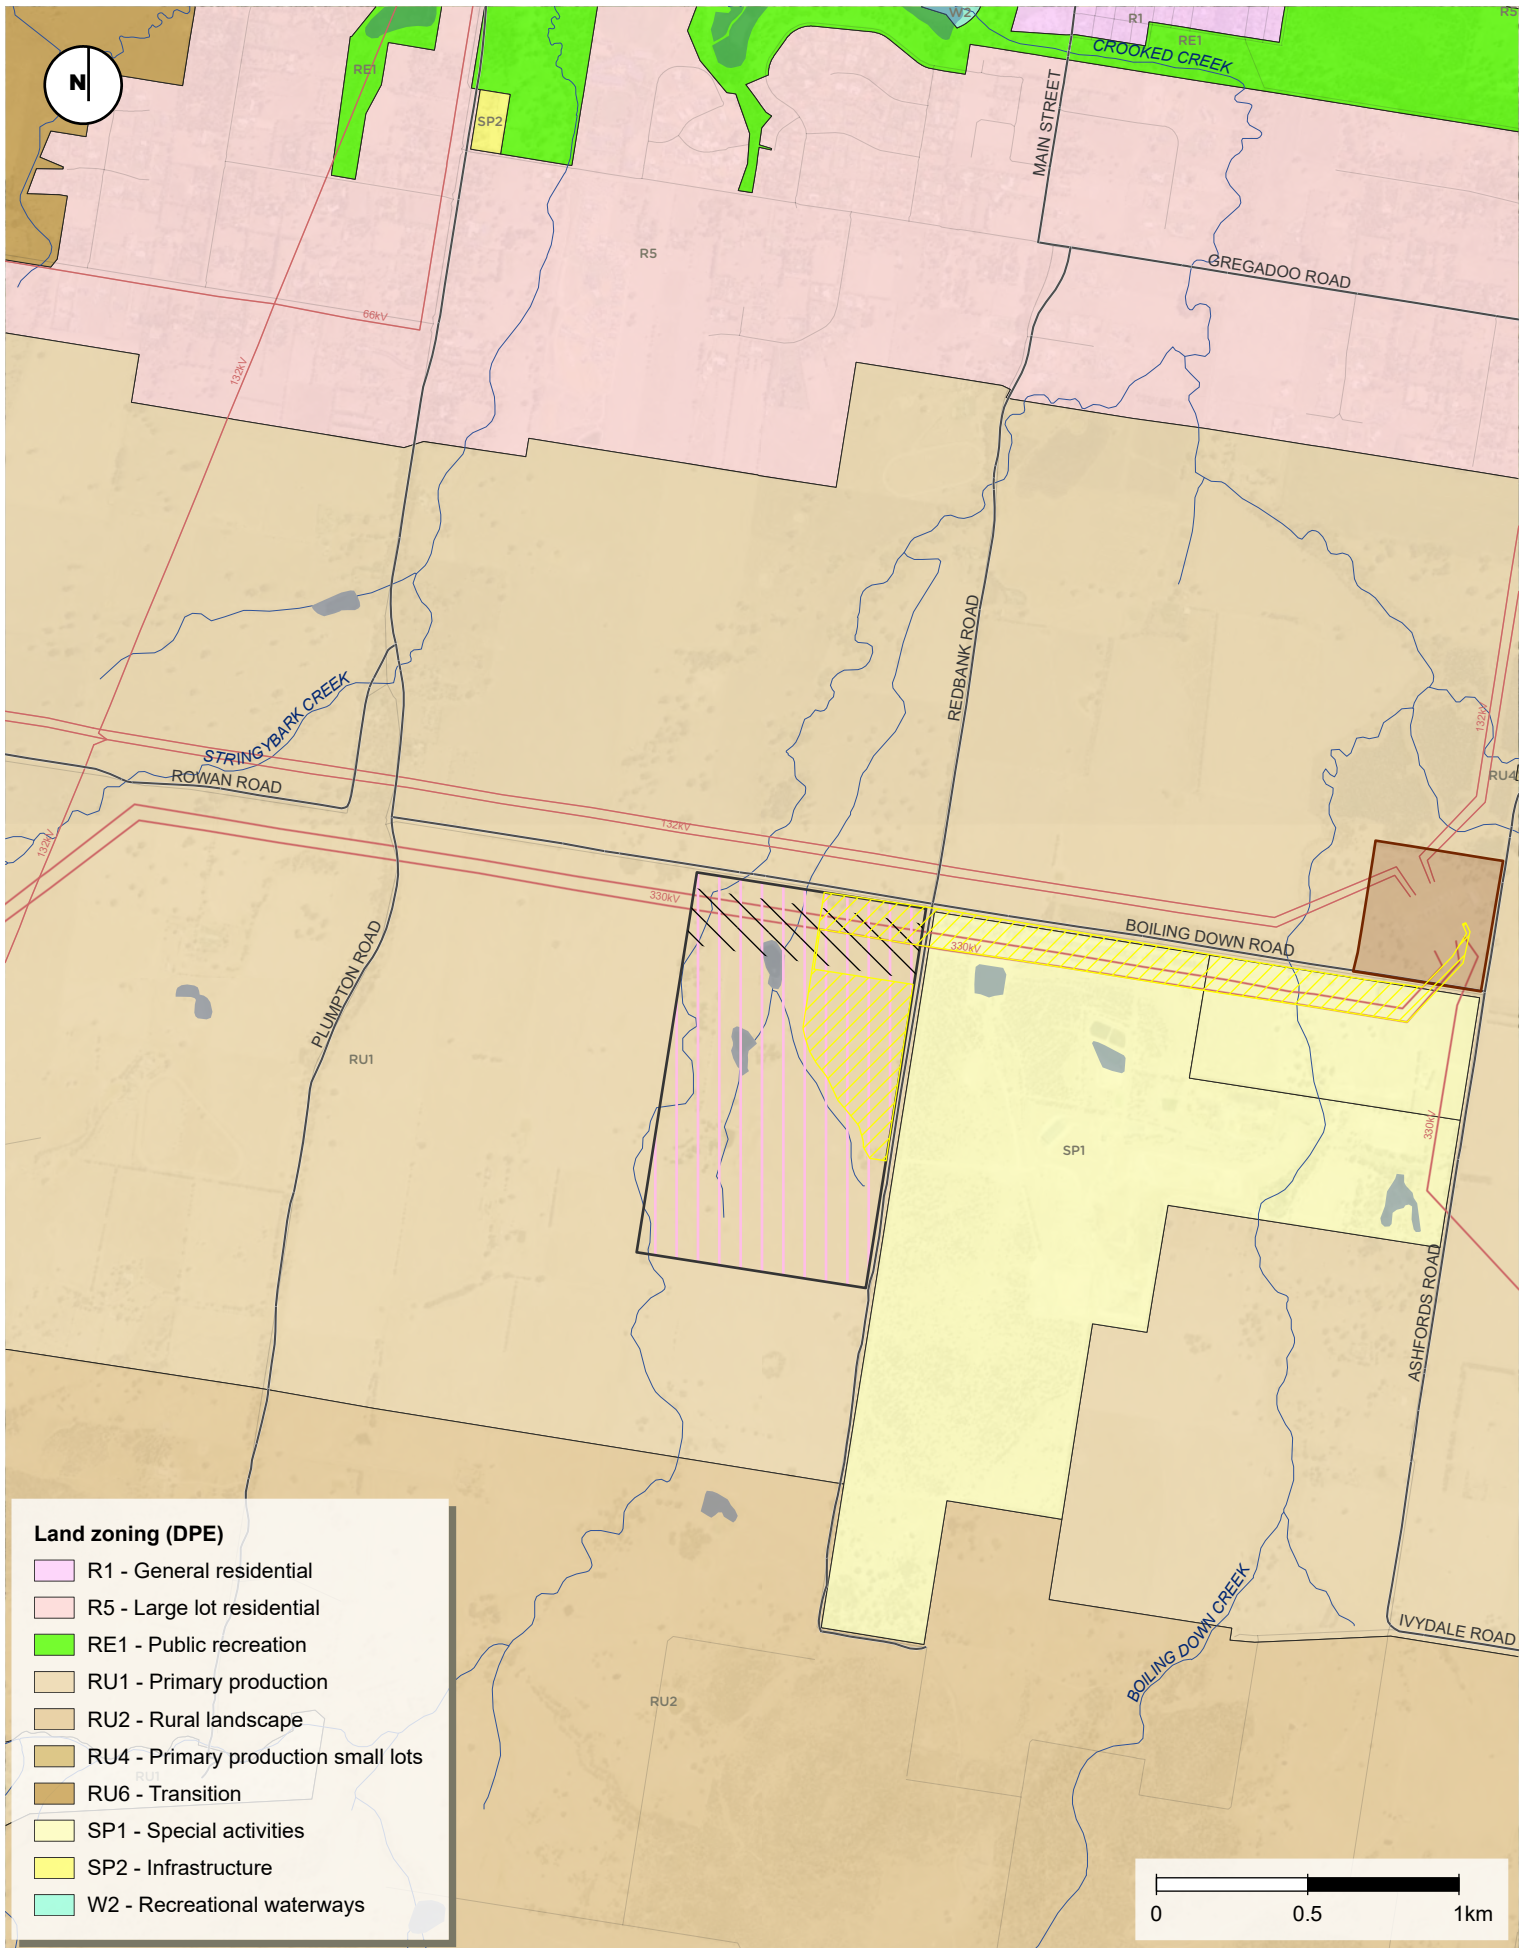 W2
R1
R5
RE1
CROOKED CREEK
N
RE1
SP2
MAIN STREET
R5
GREGADOO ROAD
66kV
132kV
REDBANK ROAD
STRINGYBARK CREEK
132kV
ROWAN ROAD
RU4
132kV
132kV
330kV
BOILING DOWN ROAD
330kV
PLUMPTON ROAD
RU1
330kV
SP1
ASHFORDS ROAD
BOILING DOWN CREEK
IVYDALE ROAD
RU2
Land zoning (DPE)
R1 - General residential
R5 - Large lot residential
RE1 - Public recreation
RU1 - Primary production
RU2 - Rural landscape
RU4 - Primary production small lots
RU1
RU6 - Transition
SP1 - Special activities
SP2 - Infrastructure
W2 - Recreational waterways
0 0.5 1km